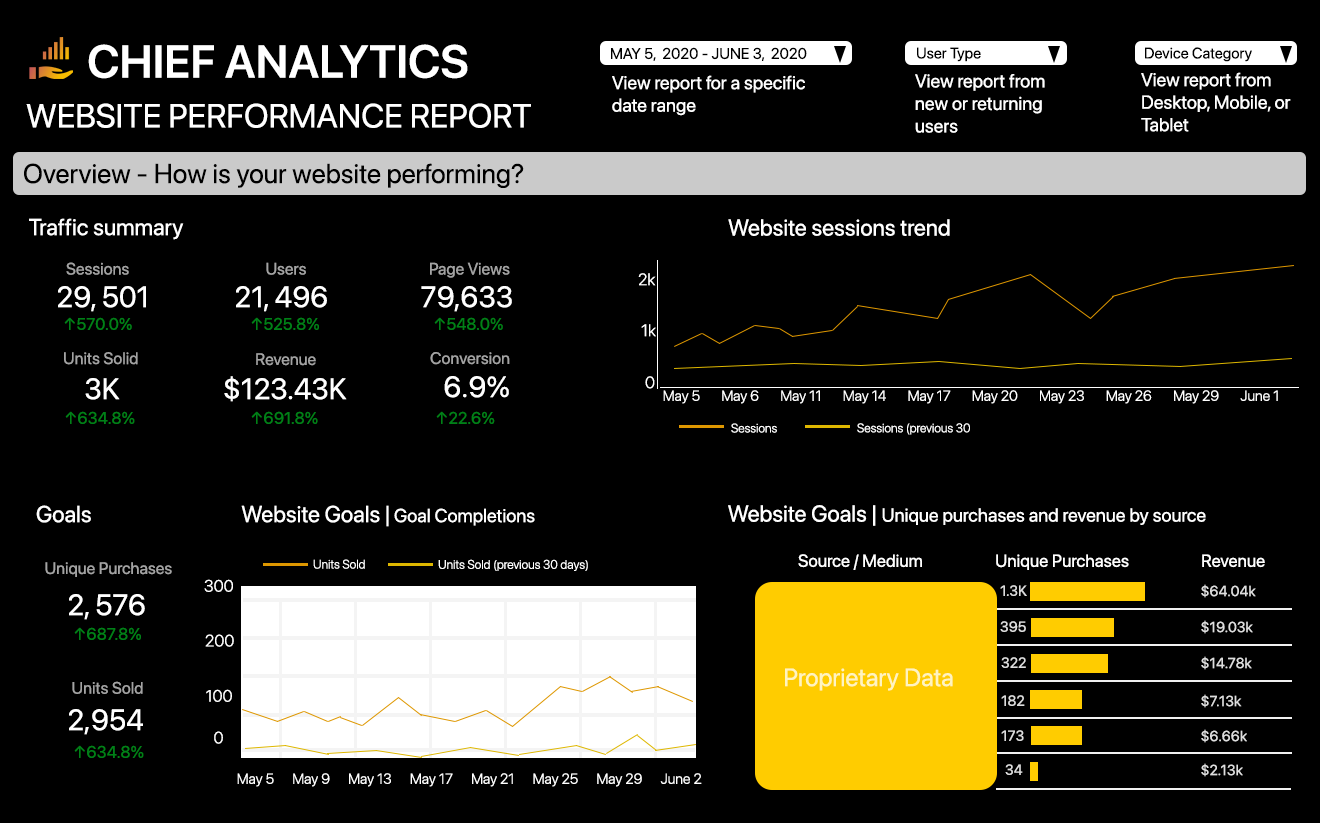 CHIEF ANALYTICS
WEBSITE PERFORMANCE REPORT
MAY 5, 2020 - JUNE 3, 2020
View report for a specific
date range
User Type
View report from
new or returning
users
Device Category
View report from
Desktop, Mobile, or
Tablet
Overview - How is your website performing?
Traffic summary
Sessions
29,501
↑570.0%
Users
21,496
↑525.8%
Page Views
79,633
↑548.0%
Units Solid
3K
↑634.8%
Revenue
$123.43K
↑691.8%
Conversion
6.9%
↑22.6%
Website sessions trend
2k
1k
0
May 5 May 6 May 11 May 14 May 17 May 20 May 23 May 26 May 29 June 1
Sessions Sessions (previous 30
Goals
Unique Purchases
2,576
↑687.8%
Units Sold
2,954
↑634.8%
Website Goals | Goal Completions
Units Sold Units Sold (previous 30 days)
300
200
100
0
May 5 May 9 May 13 May 17 May 21 May 25 May 29 June 2
Website Goals | Unique purchases and revenue by source
Source / Medium Unique Purchases Revenue
Proprietary Data
1.3K $64.04k
395 $19.03k
322 $14.78k
182 $7.13k
173 $6.66k
34 $2.13k